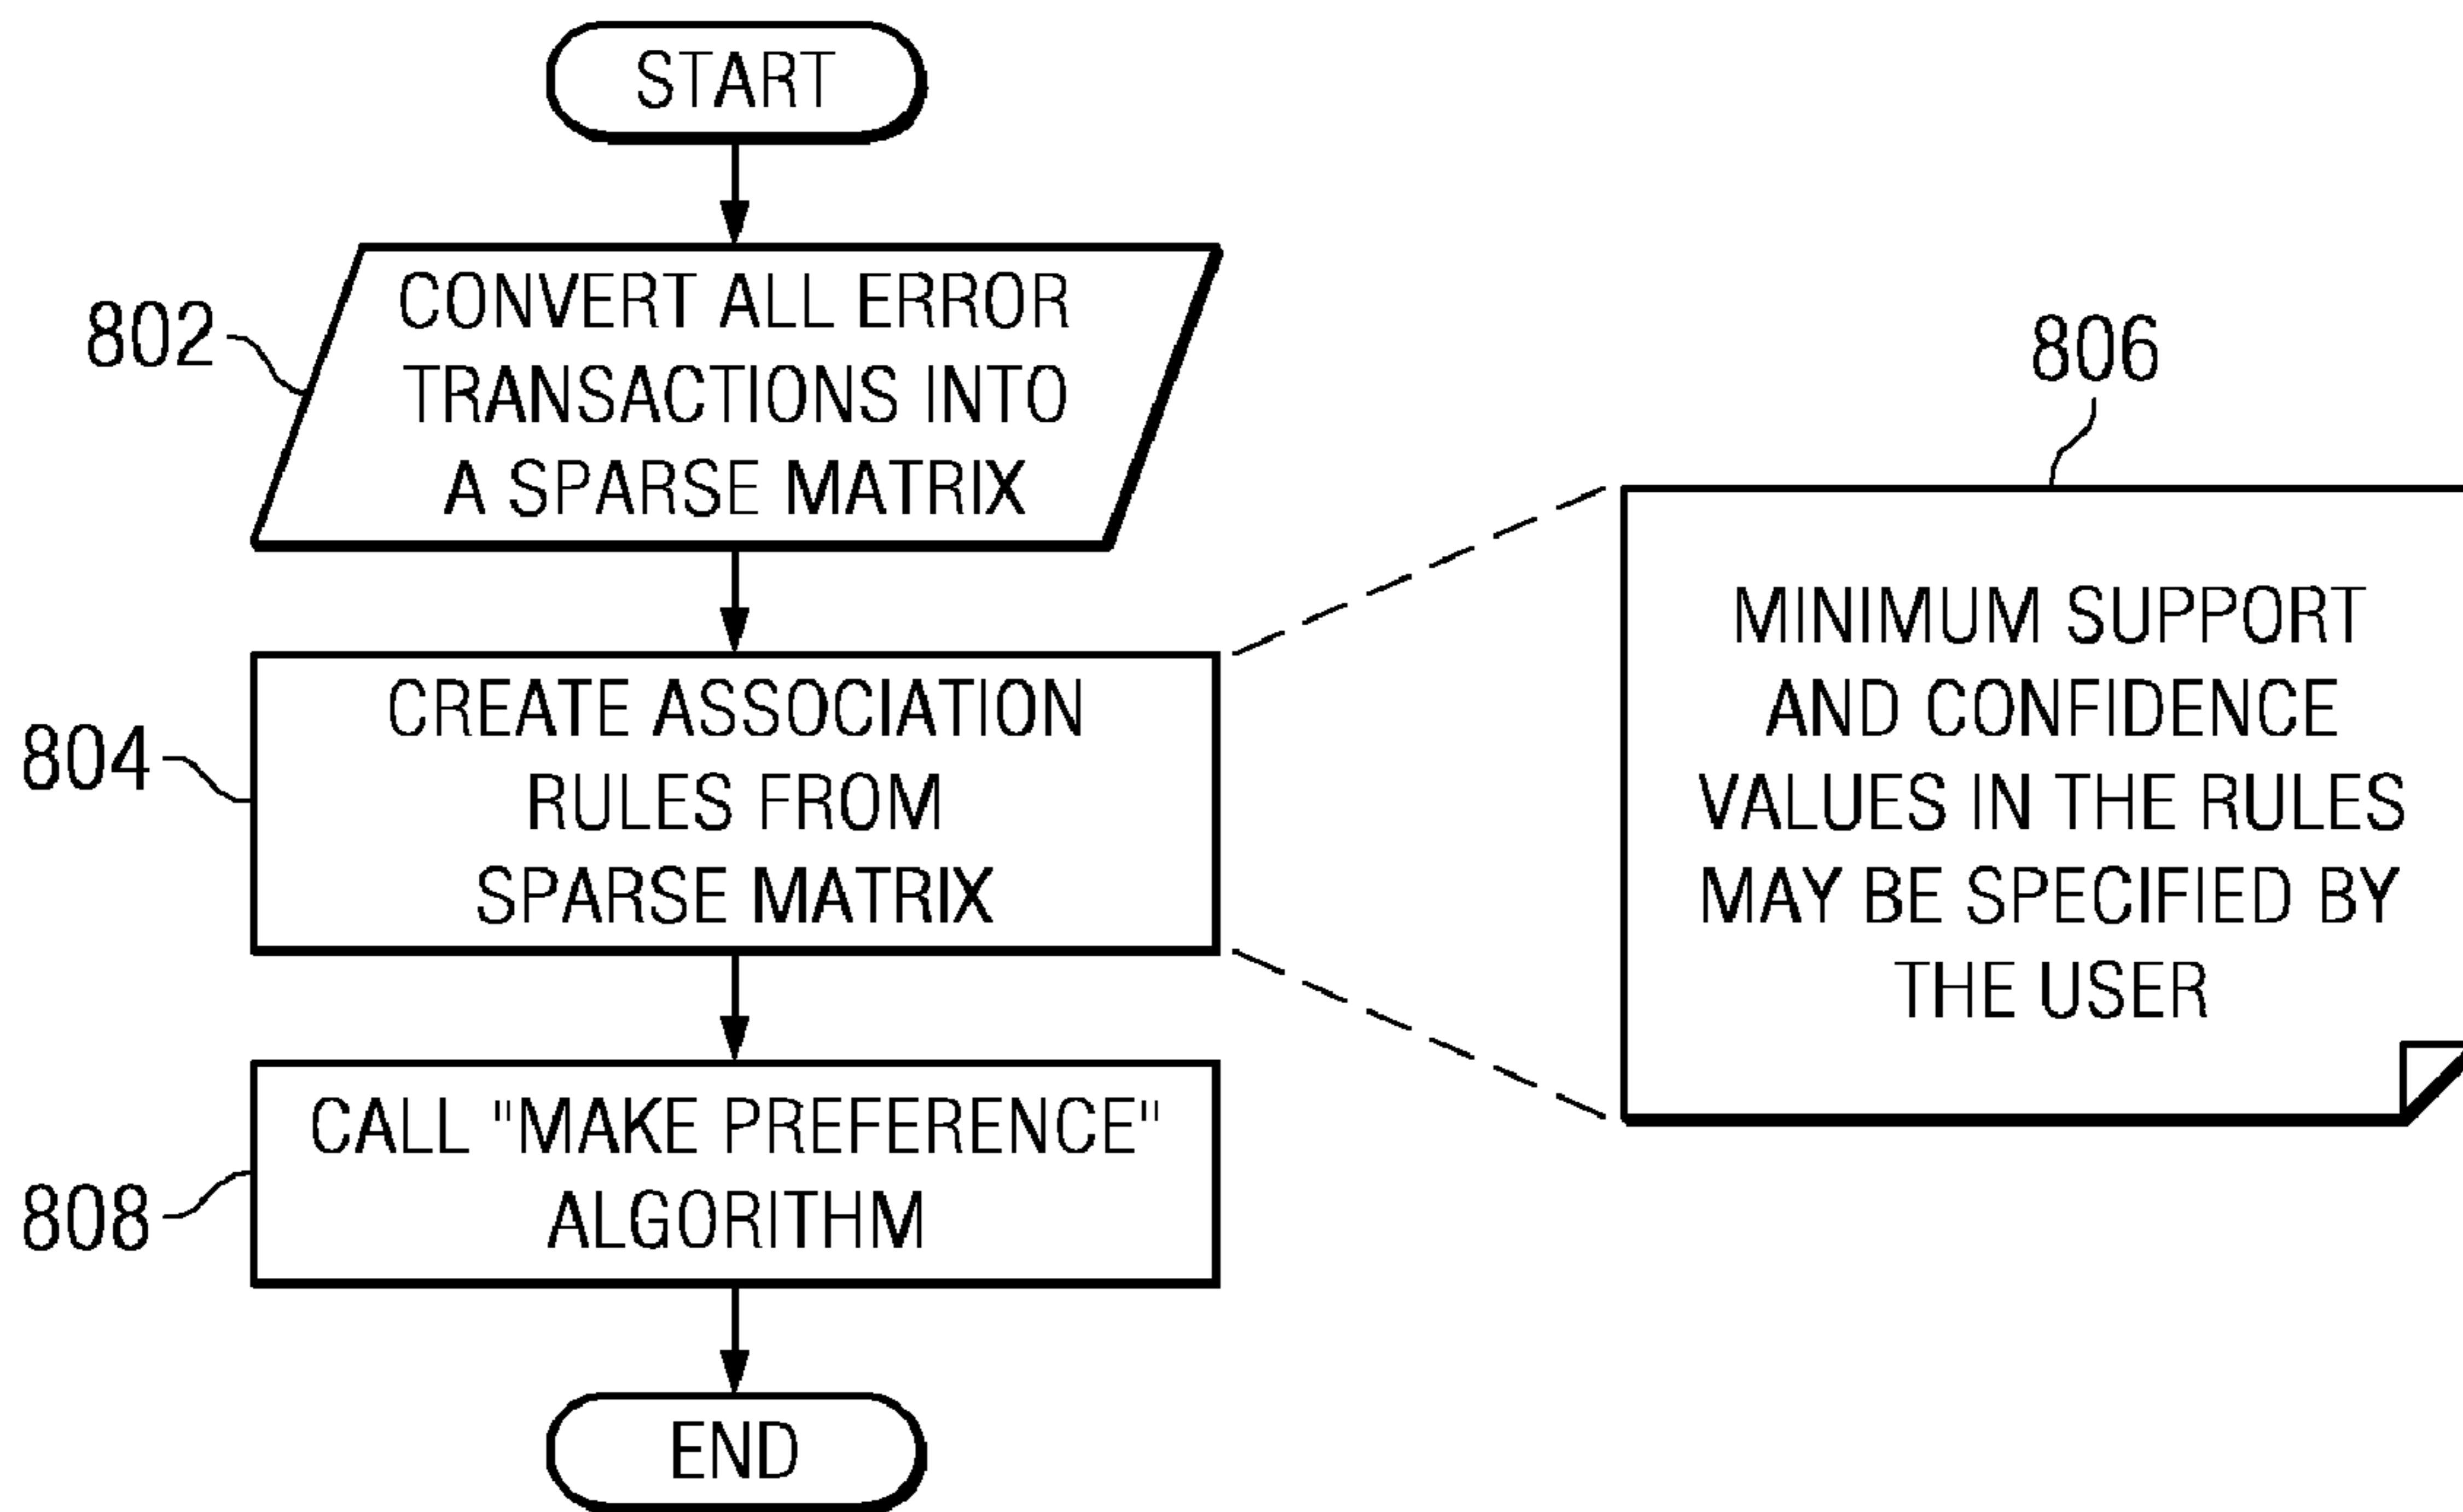 START
802
CONVERT ALL ERROR
TRANSACTIONS INTO
A SPARSE MATRIX
804
CREATE ASSOCIATION
RULES FROM
SPARSE MATRIX
806
MINIMUM SUPPORT
AND CONFIDENCE
VALUES IN THE RULES
MAY BE SPECIFIED BY
THE USER
808
CALL "MAKE PREFERENCE"
ALGORITHM
END